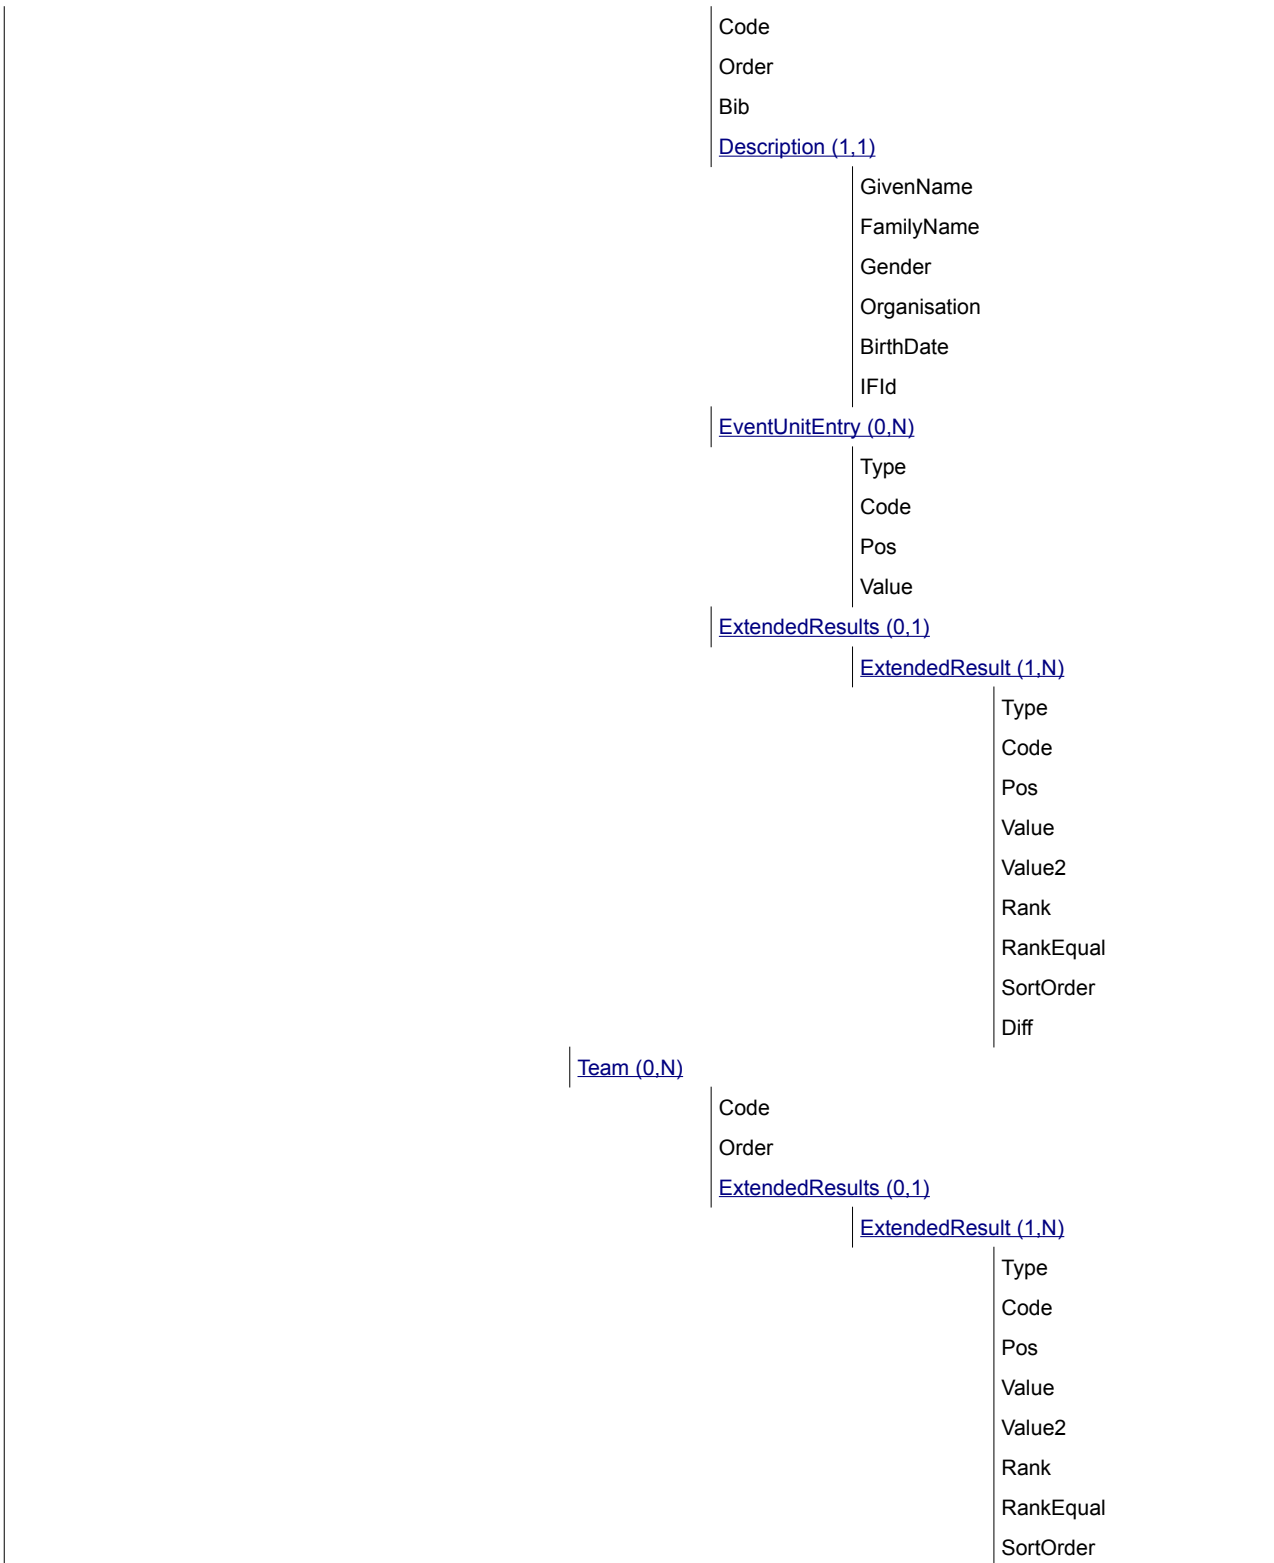 Code
Order
Bib
Description (1,1)
GivenName
FamilyName
Gender
Organisation
BirthDate
IFId
EventUnitEntry (0,N)
Type
Code
Pos
Value
ExtendedResults (0,1)
ExtendedResult (1,N)
Type
Code
Pos
Value
Value2
Rank
RankEqual
SortOrder
Diff
Team (0,N)
Code
Order
ExtendedResults (0,1)
ExtendedResult (1,N)
Type
Code
Pos
Value
Value2
Rank
RankEqual
SortOrder